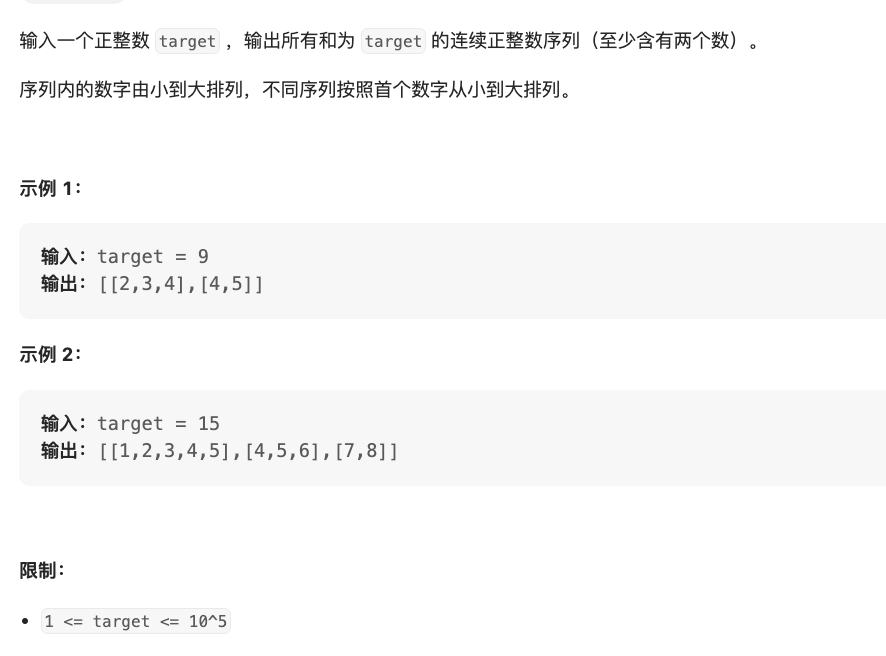 输入一个正整数 target ，输出所有和为 target 的连续正整数序列（至少含有两个数）。
序列内的数字由小到大排列，不同序列按照首个数字从小到大排列。
示例 1：
输入：target = 9
输出：[[2,3,4],[4,5]]
示例 2：
输入：target = 15
输出：[[1,2,3,4,5],[4,5,6],[7,8]]
限制：
• 1 <= target <= 10^5